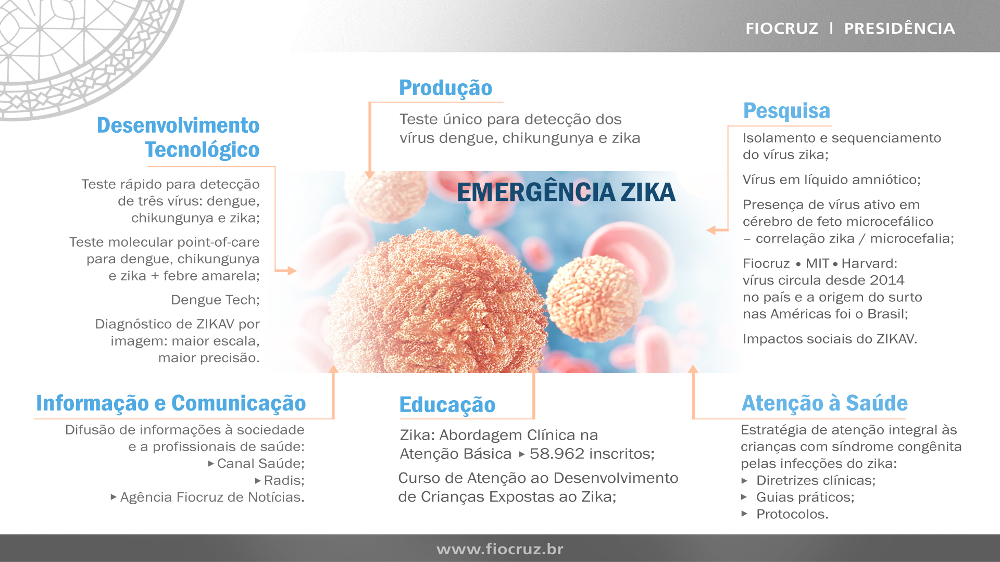 FIOCRUZ | PRESIDÊNCIA
Produção
Teste único para detecção dos
vírus dengue, chikungunya e zika
Desenvolvimento
Tecnológico
Teste rápido para detecção
de três vírus: dengue,
chikungunya e zika;
Teste molecular point-of-care
para dengue, chikungunya
e zika + febre amarela;
Dengue Tech;
Diagnóstico de ZIKAV por
imagem: maior escala,
maior precisão.
EMERGÊNCIA ZIKA
Pesquisa
Isolamento e sequenciamento
do vírus zika;
Vírus em líquido amniótico;
Presença de vírus ativo em
cérebro de feto microcefálico
– correlação zika / microcefalia;
Fiocruz • MIT • Harvard:
vírus circula desde 2014
no país e a origem do surto
nas Américas foi o Brasil;
Impactos sociais do ZIKAV.
Informação e Comunicação
Difusão de informações à sociedade
e a profissionais de saúde:
▸ Canal Saúde;
▸ Radis;
▸ Agência Fiocruz de Notícias.
Educação
Zika: Abordagem Clínica na
Atenção Básica ▸ 58.962 inscritos;
Curso de Atenção ao Desenvolvimento
de Crianças Expostas ao Zika;
Atenção à Saúde
Estratégia de atenção integral às
crianças com síndrome congênita
pelas infecções do zika:
▸ Diretrizes clínicas;
▸ Guias práticos;
▸ Protocolos.
www.fiocruz.br